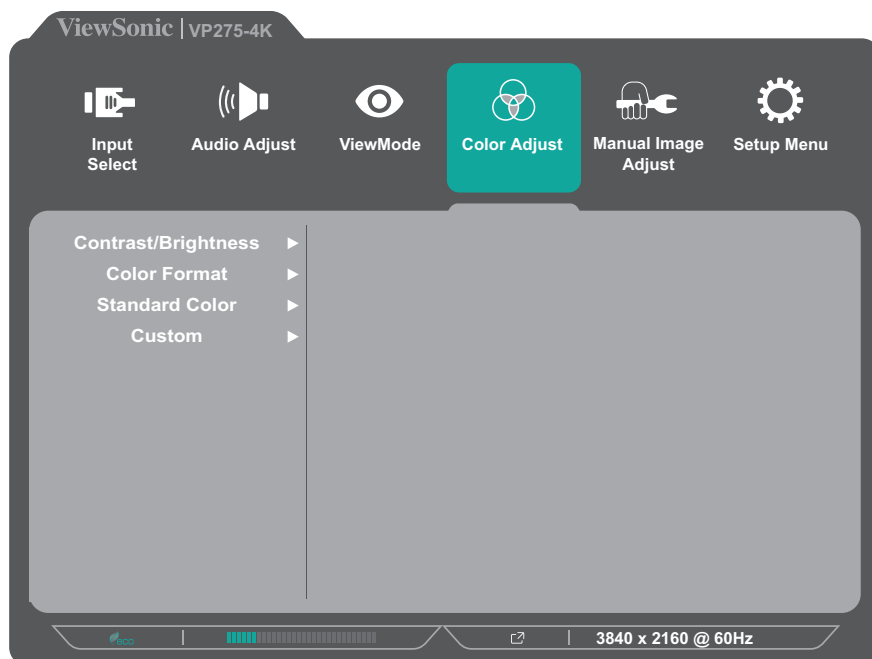 ViewSonic | VP275-4K
Input Select
Audio Adjust
ViewMode
Color Adjust
Manual Image Adjust
Setup Menu
Contrast/Brightness
Color Format
Standard Color
Custom
eco
3840 x 2160 @ 60Hz